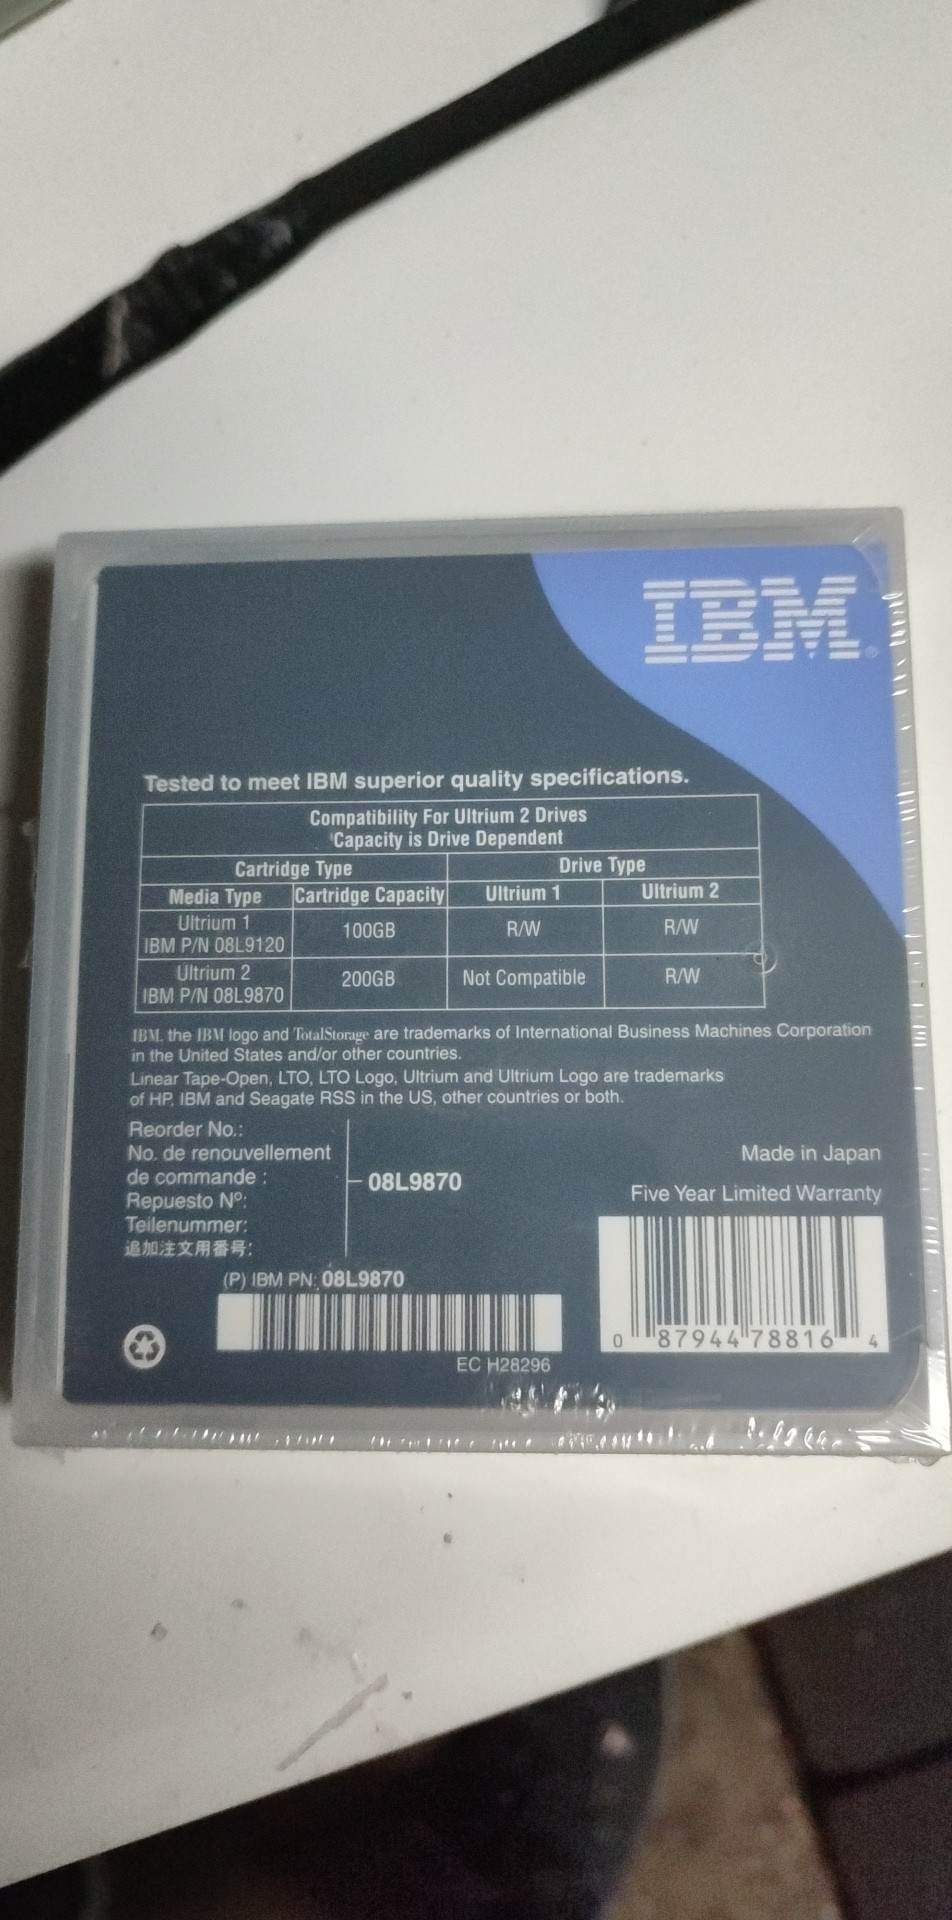 IBM®
Tested to meet IBM superior quality specifications.
Compatibility For Ultrium 2 Drives
Capacity is Drive Dependent
Cartridge Type Drive Type
Media Type Cartridge Capacity Ultrium 1 Ultrium 2
Ultrium 1
IBM P/N 08L9120 100GB R/W R/W
Ultrium 2
IBM P/N 08L9870 200GB Not Compatible R/W
IBM, the IBM logo and TotalStorage are trademarks of International Business Machines Corporation
in the United States and/or other countries.
Linear Tape-Open, LTO, LTO Logo, Ultrium and Ultrium Logo are trademarks
of HP, IBM and Seagate RSS in the US, other countries or both.
Reorder No.:
No. de renouvellement
de commande :
Repuesto Nº:
Teilenummer:
追加注文用番号:
08L9870
Made in Japan
Five Year Limited Warranty
(P) IBM PN: 08L9870
EC H28296
0 87944 78816 4